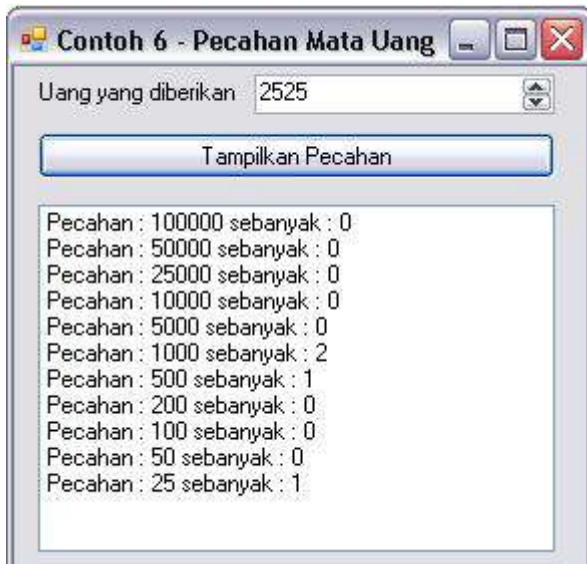 Contoh 6 - Pecahan Mata Uang
Uang yang diberikan 2525
Tampilkan Pecahan
Pecahan : 100000 sebanyak : 0
Pecahan : 50000 sebanyak : 0
Pecahan : 25000 sebanyak : 0
Pecahan : 10000 sebanyak : 0
Pecahan : 5000 sebanyak : 0
Pecahan : 1000 sebanyak : 2
Pecahan : 500 sebanyak : 1
Pecahan : 200 sebanyak : 0
Pecahan : 100 sebanyak : 0
Pecahan : 50 sebanyak : 0
Pecahan : 25 sebanyak : 1